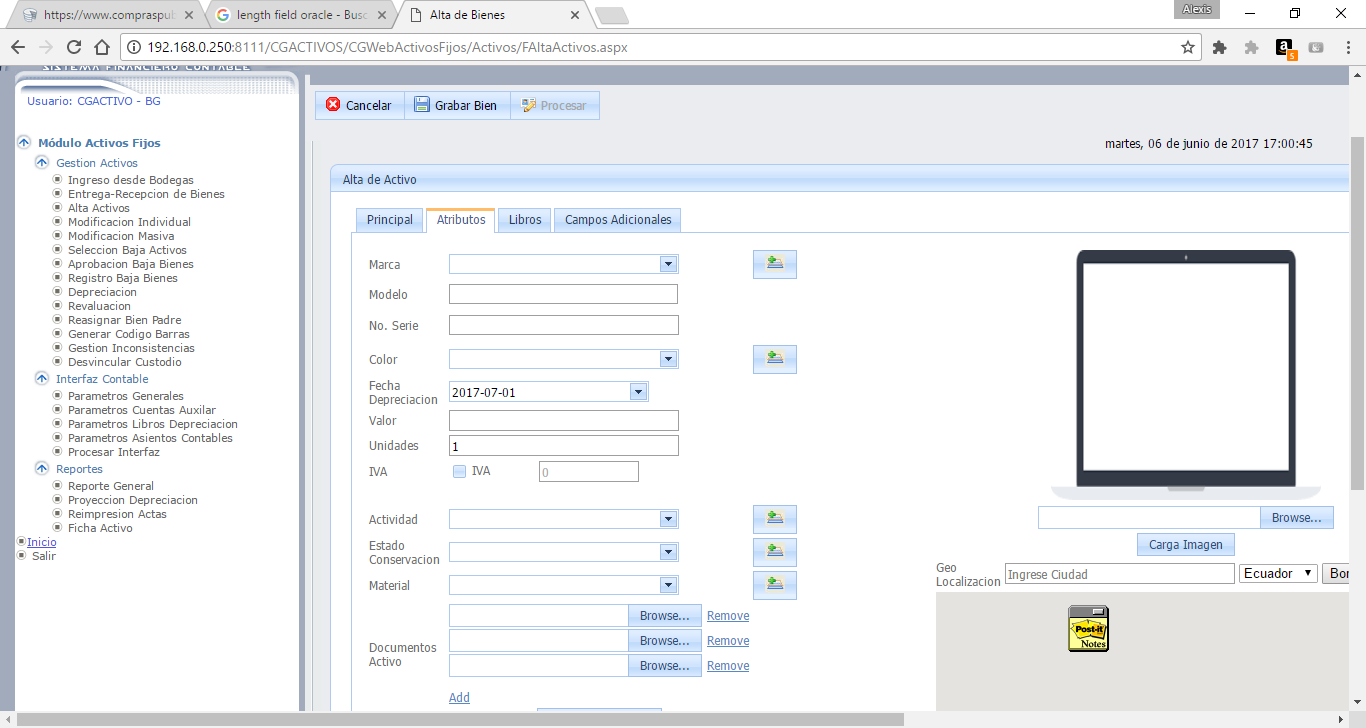 https://www.compraspub
length field oracle - Busc
Alta de Bienes
Alexis
192.168.0.250:8111/CGACTIVOS/CGWebActivosFijos/Activos/FAltaActivos.aspx
SISTEMA FINANCIERO CONTABLE
Usuario: CGACTIVO - BG
Módulo Activos Fijos
Gestion Activos
Ingreso desde Bodegas
Entrega-Recepcion de Bienes
Alta Activos
Modificacion Individual
Modificacion Masiva
Seleccion Baja Activos
Aprobacion Baja Bienes
Registro Baja Bienes
Depreciacion
Revaluacion
Reasignar Bien Padre
Generar Codigo Barras
Gestion Inconsistencias
Desvincular Custodio
Interfaz Contable
Parametros Generales
Parametros Cuentas Auxilar
Parametros Libros Depreciacion
Parametros Asientos Contables
Procesar Interfaz
Reportes
Reporte General
Proyeccion Depreciacion
Reimpresion Actas
Ficha Activo
Inicio
Salir
Cancelar Grabar Bien Procesar
martes, 06 de junio de 2017 17:00:45
Alta de Activo
Principal Atributos Libros Campos Adicionales
Marca
Modelo
No. Serie
Color
Fecha
Depreciacion
2017-07-01
Valor
Unidades 1
IVA IVA 0
Actividad
Estado
Conservacion
Material
Browse... Remove
Browse... Remove
Browse... Remove
Documentos
Activo
Add
Browse...
Carga Imagen
Geo
Localizacion
Ingrese Ciudad Ecuador Bor
Post-it
Notes